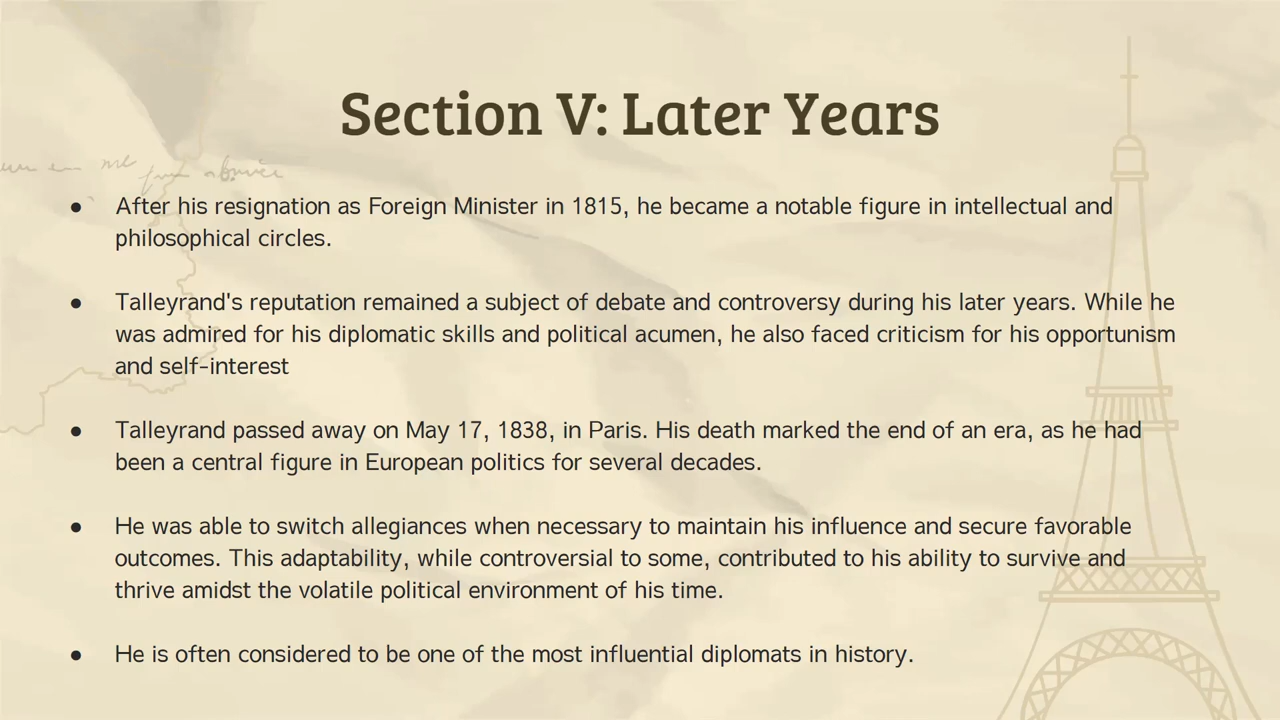 Section V: Later Years
● After his resignation as Foreign Minister in 1815, he became a notable figure in intellectual and
philosophical circles.
● Talleyrand's reputation remained a subject of debate and controversy during his later years. While he
was admired for his diplomatic skills and political acumen, he also faced criticism for his opportunism
and self-interest
● Talleyrand passed away on May 17, 1838, in Paris. His death marked the end of an era, as he had
been a central figure in European politics for several decades.
● He was able to switch allegiances when necessary to maintain his influence and secure favorable
outcomes. This adaptability, while controversial to some, contributed to his ability to survive and
thrive amidst the volatile political environment of his time.
● He is often considered to be one of the most influential diplomats in history.